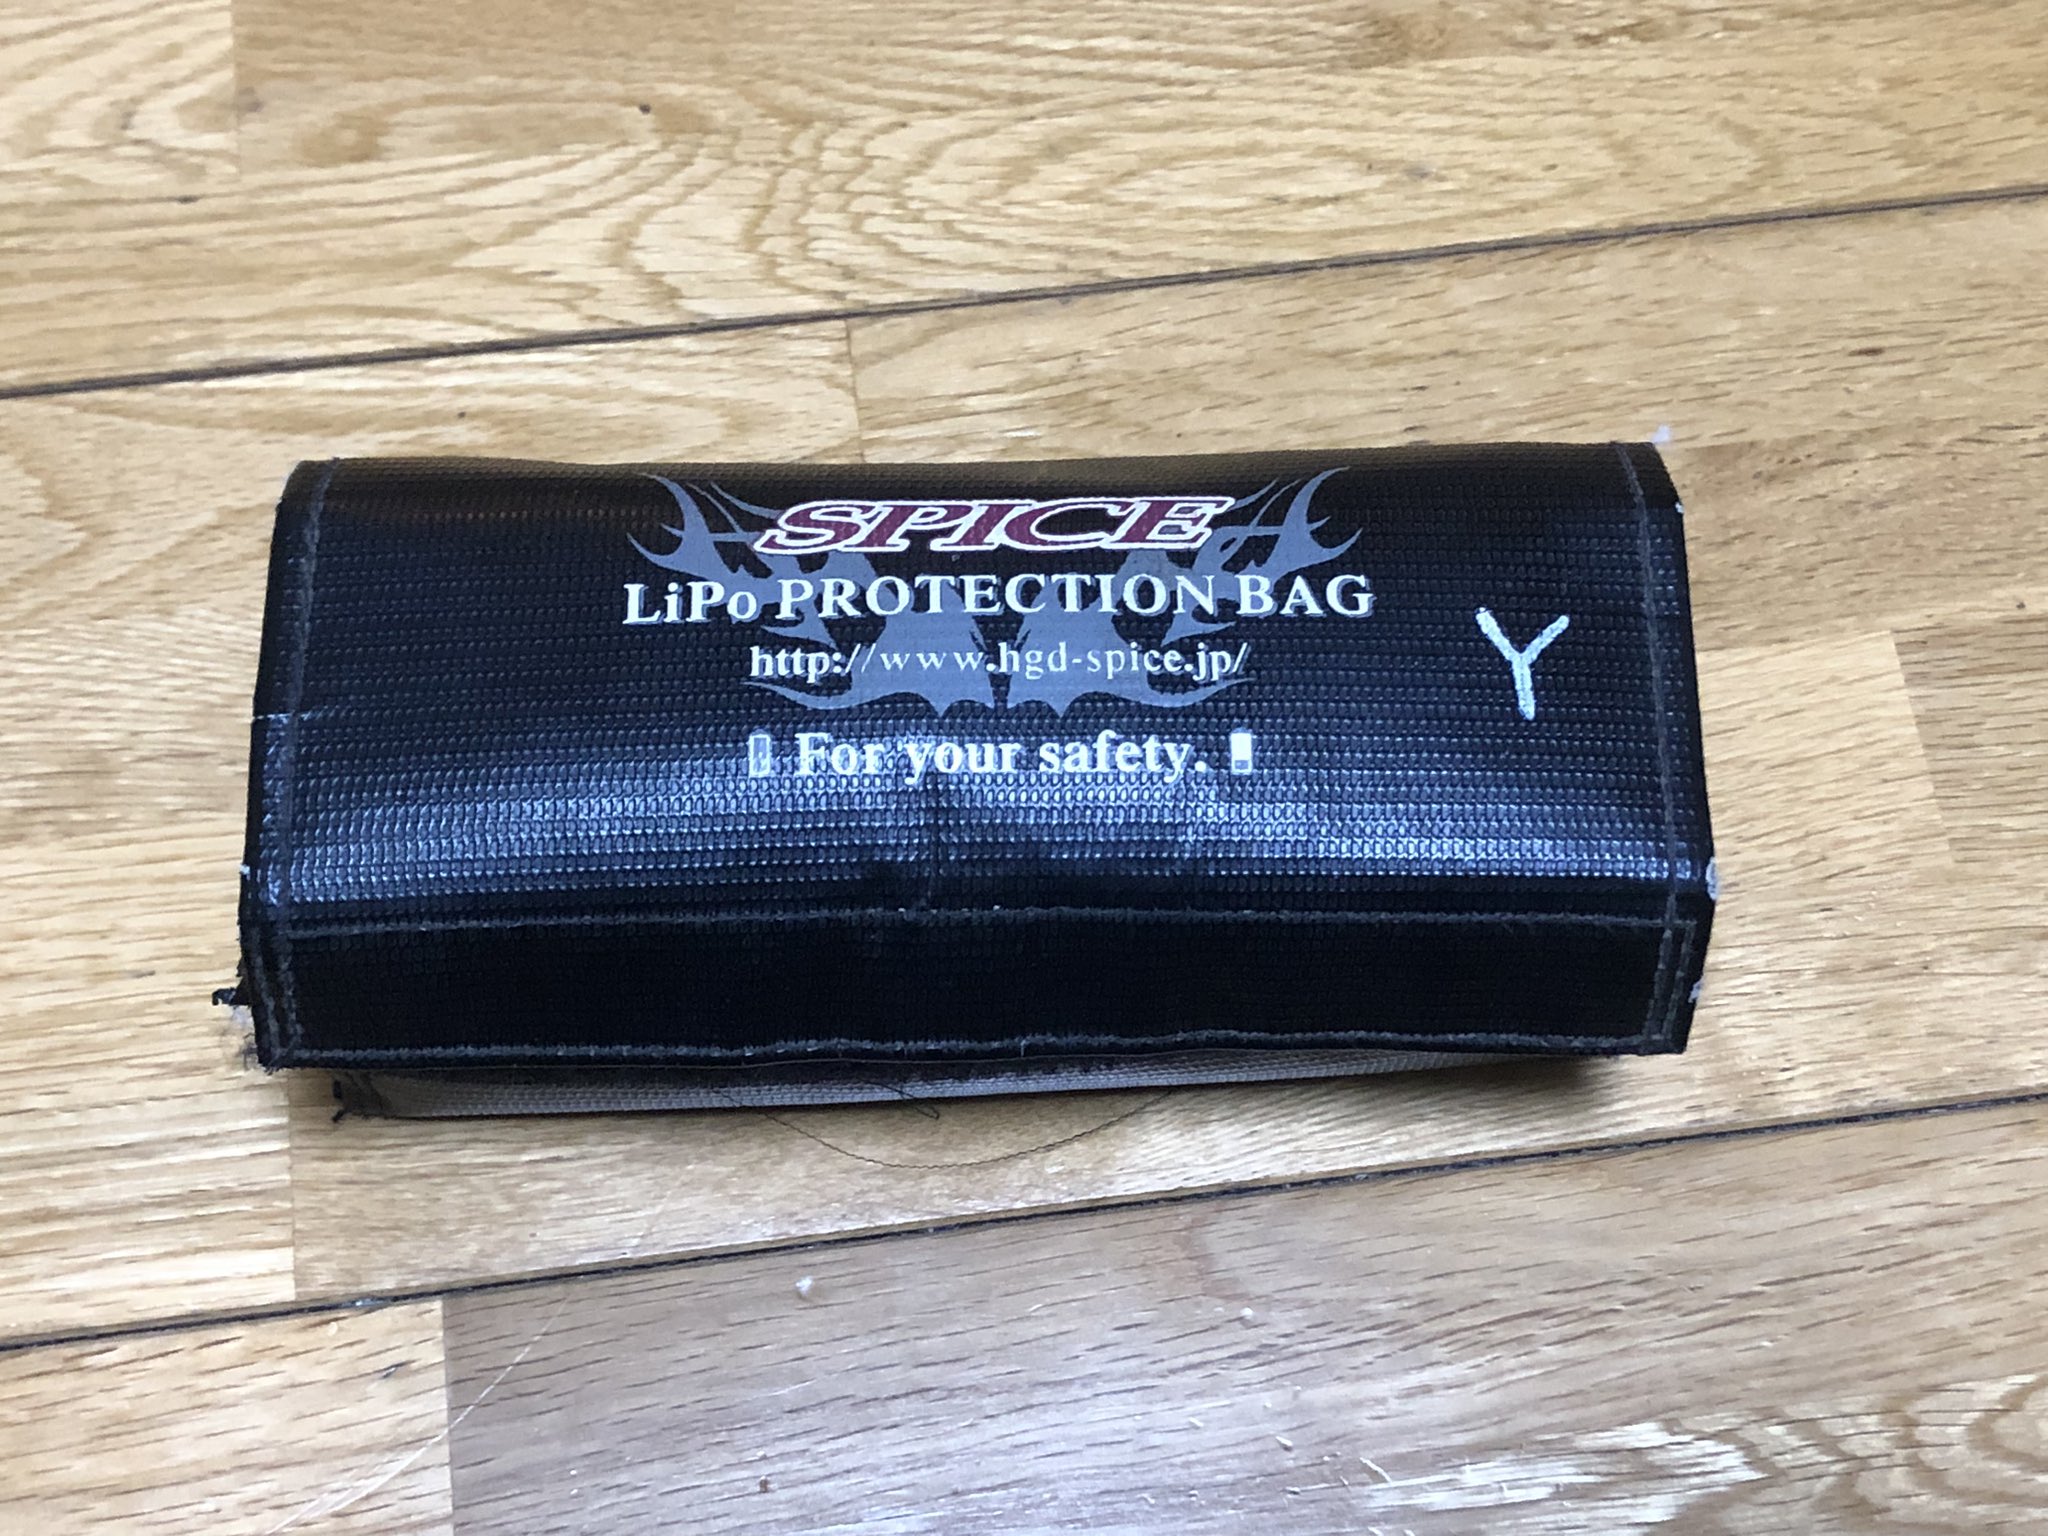 SPICE
LiPo PROTECTION BAG
http://www.hgd-spice.jp/
Y
For your safety.